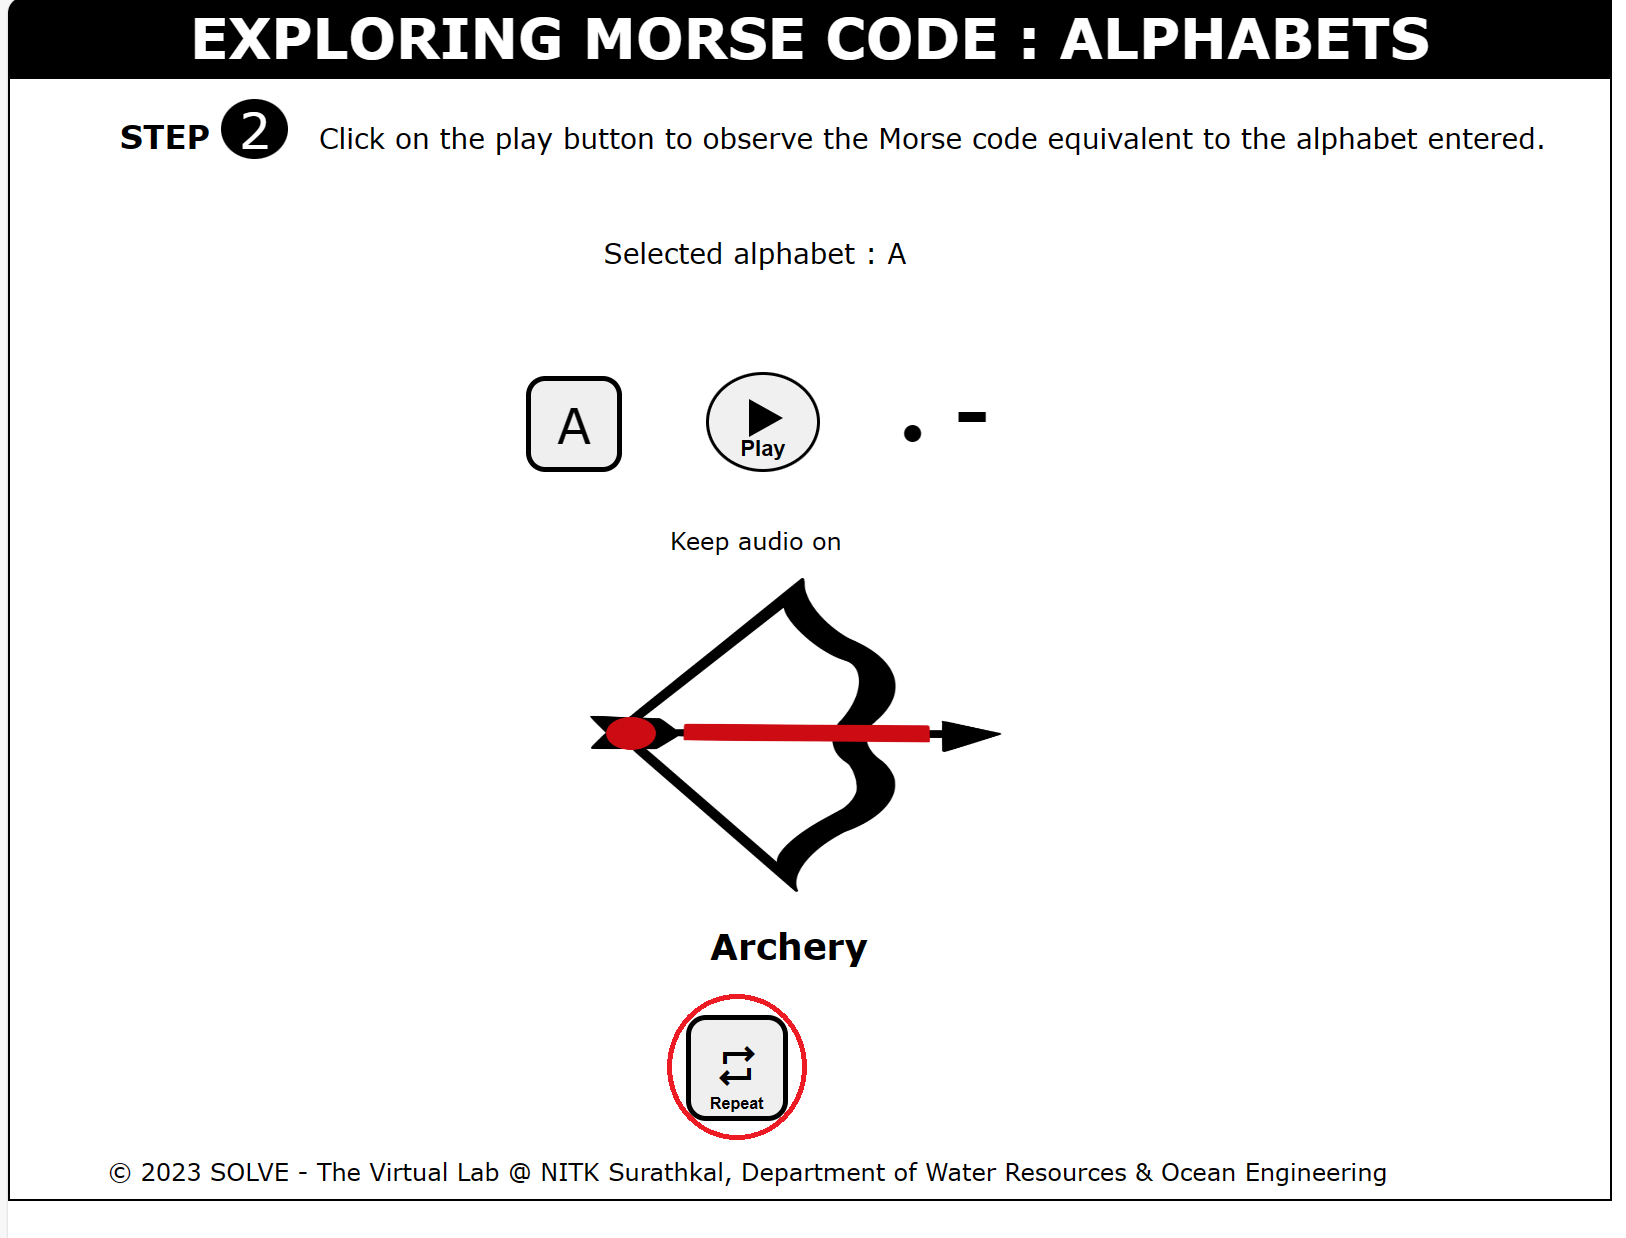 EXPLORING MORSE CODE : ALPHABETS
STEP 2 Click on the play button to observe the Morse code equivalent to the alphabet entered.
Selected alphabet : A
A Play . -
Keep audio on
Archery
Repeat
© 2023 SOLVE - The Virtual Lab @ NITK Surathkal, Department of Water Resources & Ocean Engineering